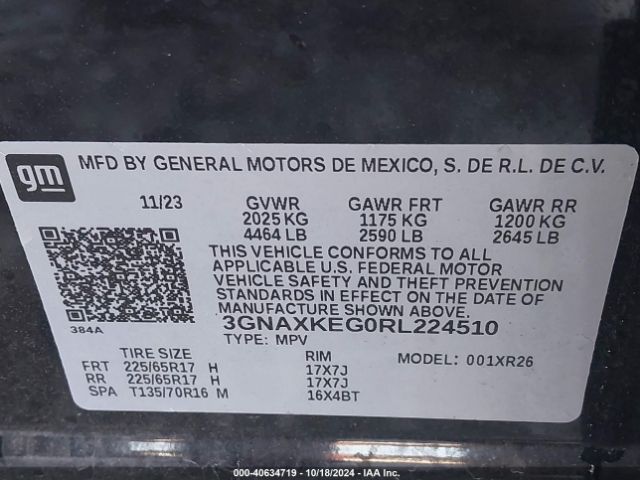 gm
MFD BY GENERAL MOTORS DE MEXICO, S. DE R.L. DE C.V.
11/23 GVWR GAWR FRT GAWR RR
2025 KG 1175 KG 1200 KG
4464 LB 2590 LB 2645 LB
THIS VEHICLE CONFORMS TO ALL
APPLICABLE U.S. FEDERAL MOTOR
VEHICLE SAFETY AND THEFT PREVENTION
STANDARDS IN EFFECT ON THE DATE OF
MANUFACTURE SHOWN ABOVE.
384A 3GNAXKEG0RL224510
TYPE: MPV
TIRE SIZE RIM MODEL: 001XR26
FRT 225/65R17 H 17X7J
RR 225/65R17 H 17X7J
SPA T135/70R16 M 16X4BT
000-40634719 - 10/18/2024 - IAA Inc.